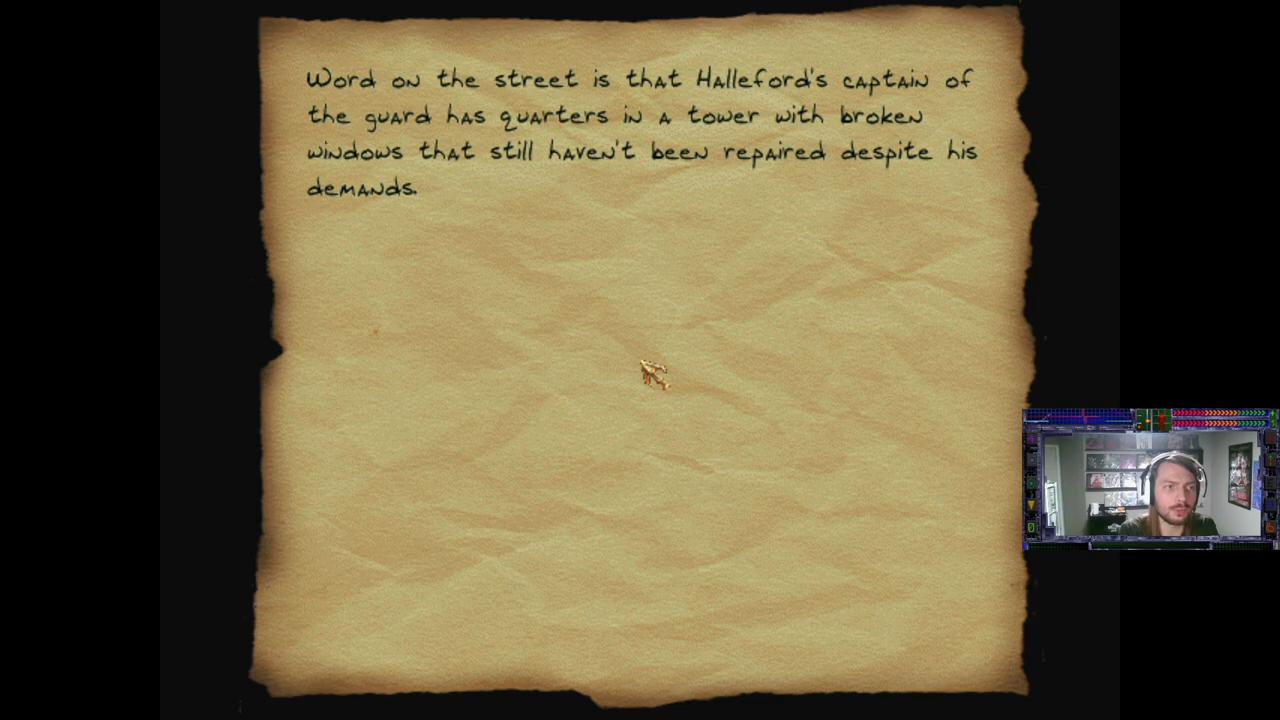 Word on the street is that Halleford's captain of
the guard has quarters in a tower with broken
windows that still haven't been repaired despite his
demands.